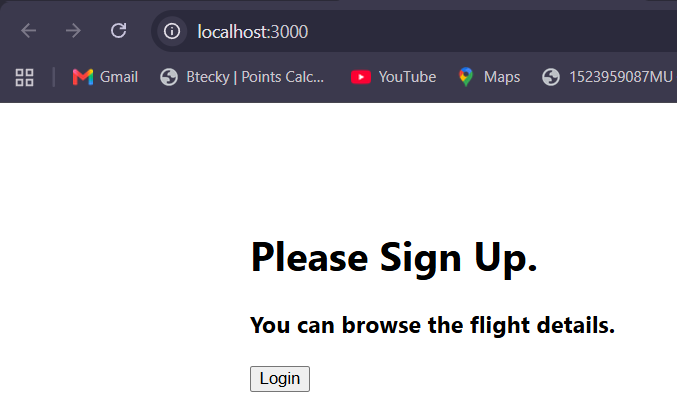 localhost:3000
Gmail Btecky | Points Calc... YouTube Maps 1523959087MU
Please Sign Up.
You can browse the flight details.
Login